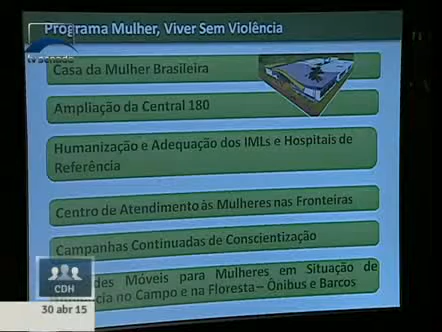 Programa Mulher, Viver Sem Violência
tv senado
Casa da Mulher Brasileira
Ampliação da Central 180
Humanização e Adequação dos IMLs e Hospitais de
Referência
Centro de Atendimento às Mulheres nas Fronteiras
Campanhas Continuadas de Conscientização
Móveis para Mulheres em Situação de
no Campo e na Floresta – Ônibus e Barcos
CDH
30 abr 15